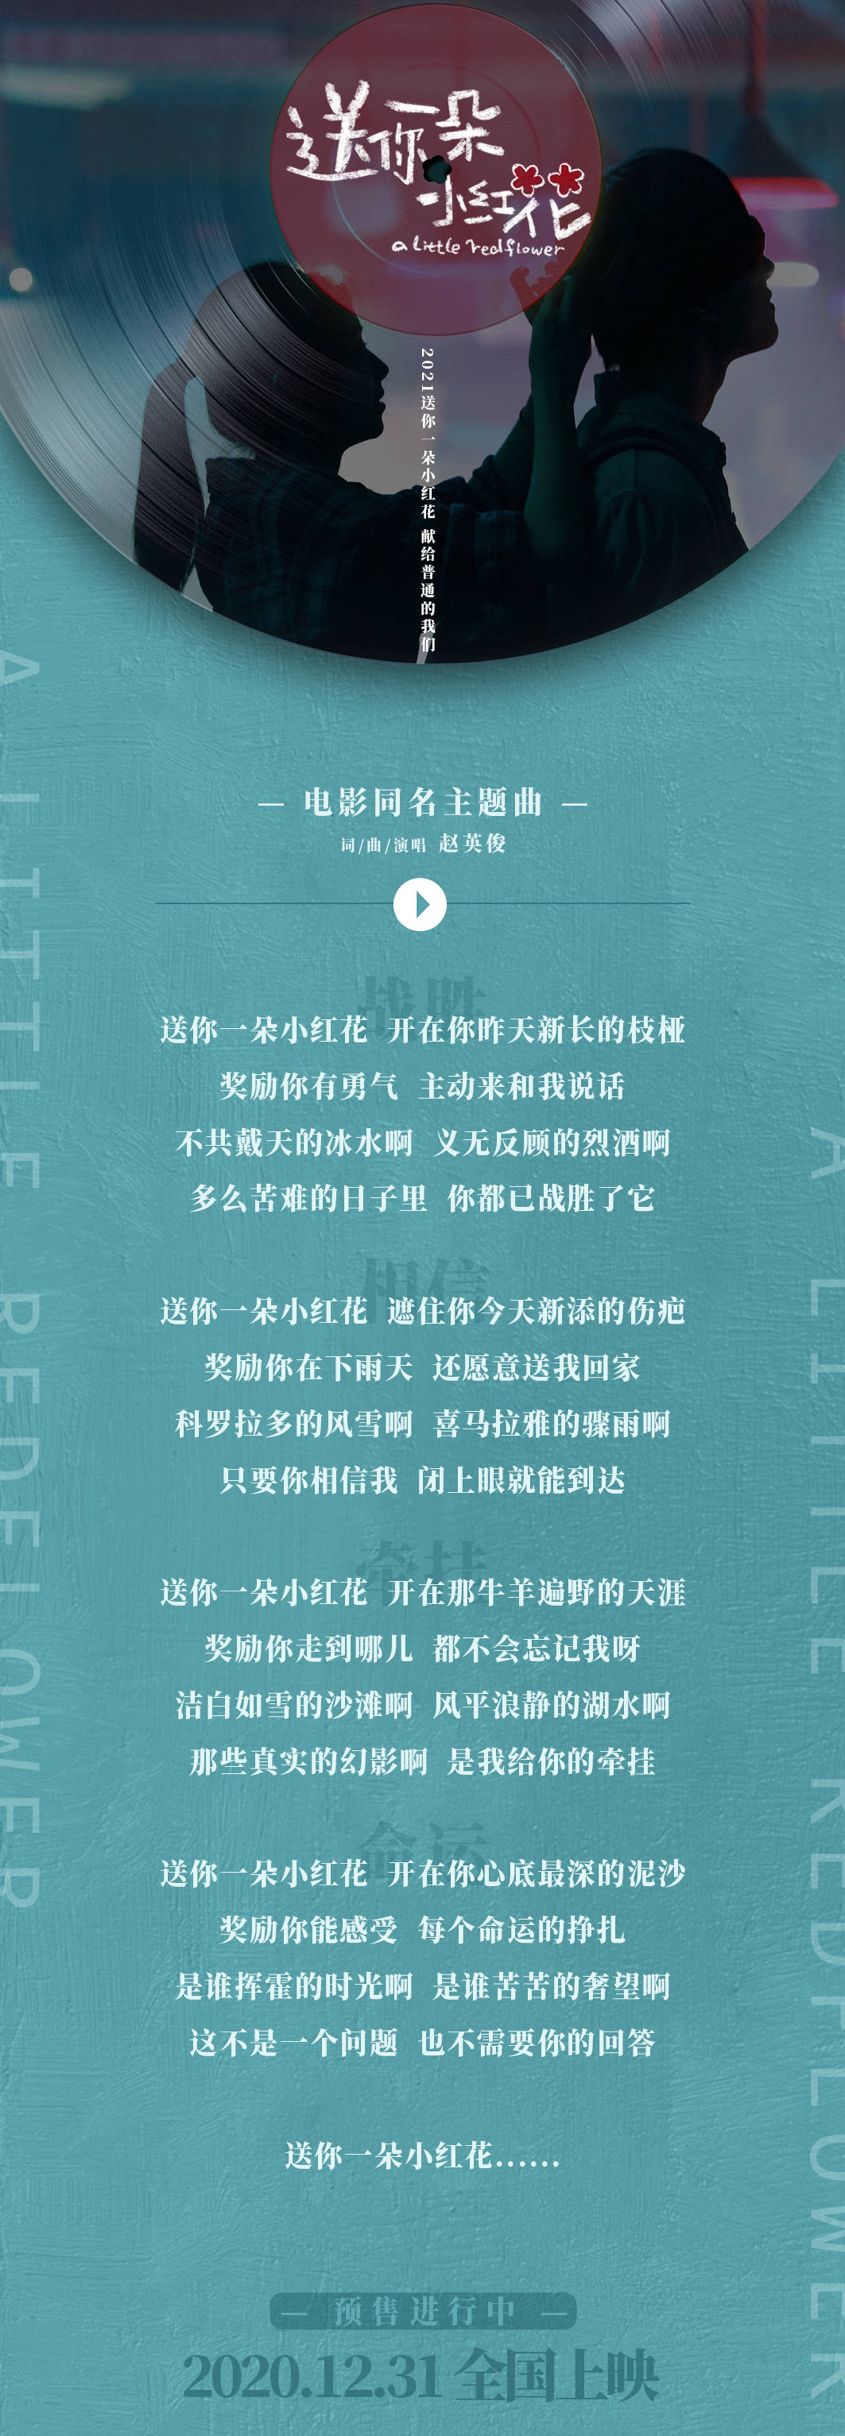 送你一朵
小红花
a little red flower
2021送你一朵小红花 献给普通的我们
A LITTLE REDFLOWER
— 电影同名主题曲 —
词/曲/演唱 赵英俊
战胜
送你一朵小红花 开在你昨天新长的枝桠
奖励你有勇气 主动来和我说话
不共戴天的冰水啊 义无反顾的烈酒啊
多么苦难的日子里 你都已战胜了它
相信
送你一朵小红花 遮住你今天新添的伤疤
奖励你在下雨天 还愿意送我回家
科罗拉多的风雪啊 喜马拉雅的骤雨啊
只要你相信我 闭上眼就能到达
牵挂
送你一朵小红花 开在那牛羊遍野的天涯
奖励你走到哪儿 都不会忘记我呀
洁白如雪的沙滩啊 风平浪静的湖水啊
那些真实的幻影啊 是我给你的牵挂
命运
送你一朵小红花 开在你心底最深的泥沙
奖励你能感受 每个命运的挣扎
是谁挥霍的时光啊 是谁苦苦的奢望啊
这不是一个问题 也不需要你的回答
送你一朵小红花……
A LITTLE REDFLOWER
— 预售进行中 —
2020.12.31 全国上映